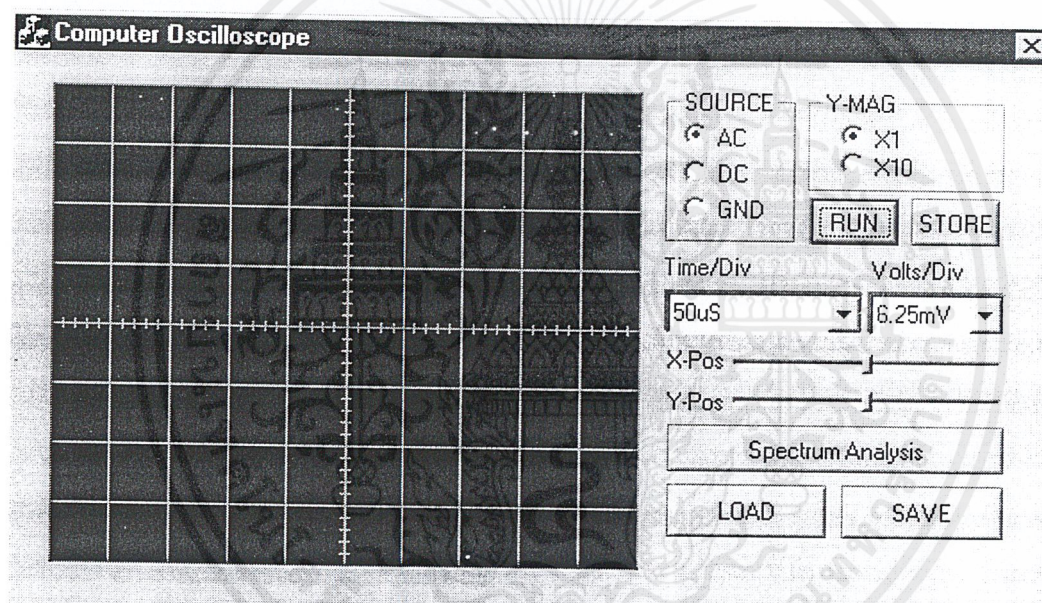 Computer Oscilloscope
SOURCE
AC
DC
GND
Y-MAG
X1
X10
RUN
STORE
Time/Div
Volts/Div
50uS
6.25mV
X-Pos
Y-Pos
Spectrum Analysis
LOAD
SAVE